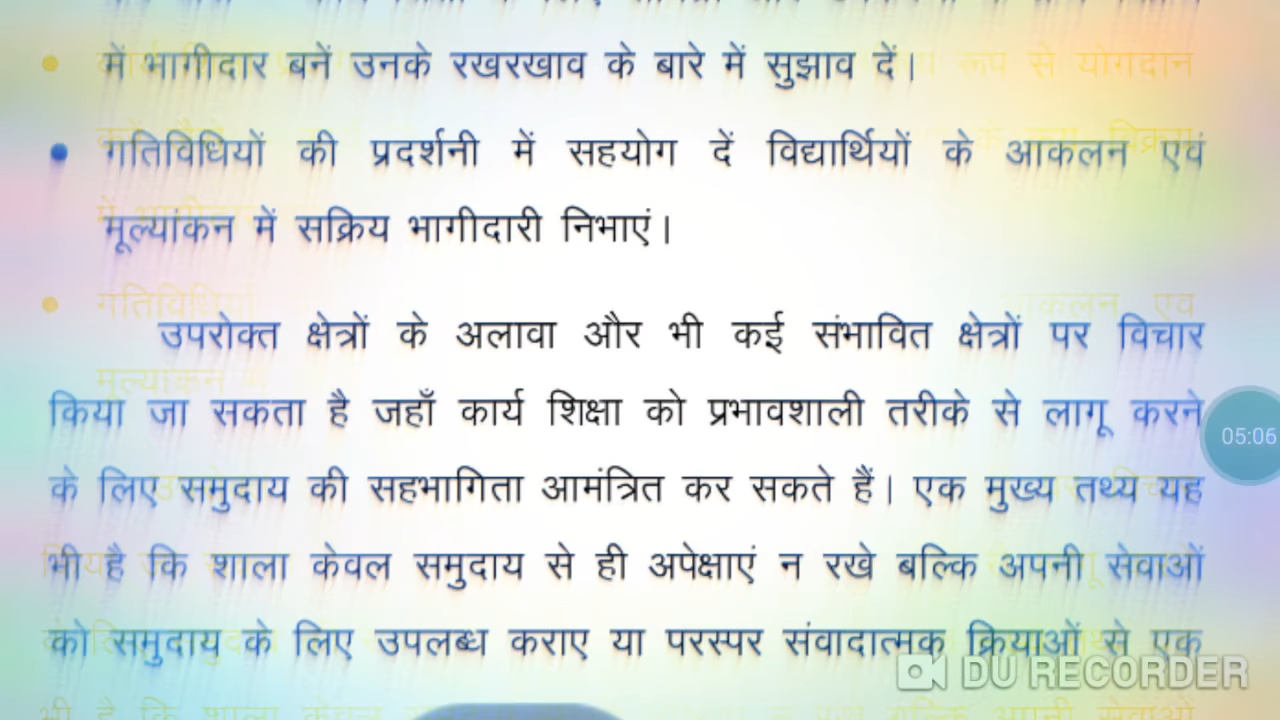 में भागीदार बनें उनके रखरखाव के बारे में सुझाव दें।
• गतिविधियों की प्रदर्शनी में सहयोग दें विद्यार्थियों के आकलन एवं
मूल्यांकन में सक्रिय भागीदारी निभाएं।
उपरोक्त क्षेत्रों के अलावा और भी कई संभावित क्षेत्रों पर विचार
किया जा सकता है जहाँ कार्य शिक्षा को प्रभावशाली तरीके से लागू करने
के लिए समुदाय की सहभागिता आमंत्रित कर सकते हैं। एक मुख्य तथ्य यह
भी है कि शाला केवल समुदाय से ही अपेक्षाएं न रखे बल्कि अपनी सेवाओं
को समुदाय के लिए उपलब्ध कराए या परस्पर संवादात्मक क्रियाओं से एक
05:06
DU RECORDER